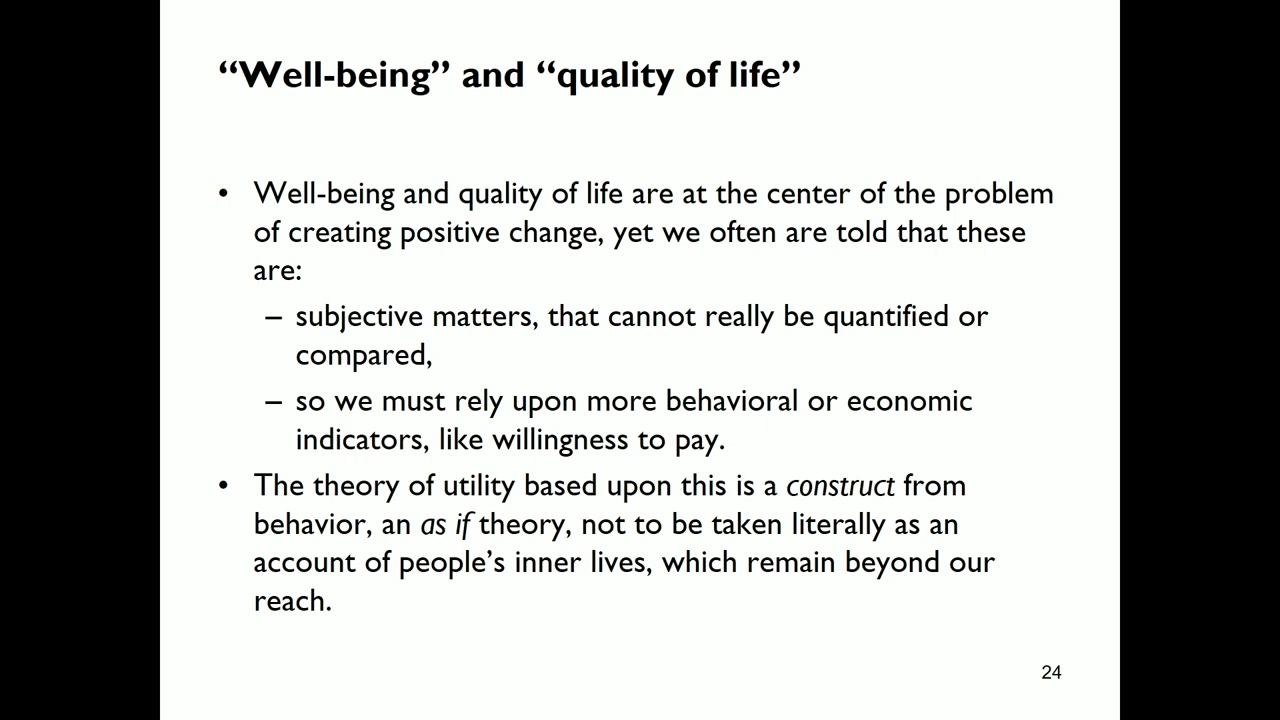 “Well-being” and “quality of life”
• Well-being and quality of life are at the center of the problem
of creating positive change, yet we often are told that these
are:
– subjective matters, that cannot really be quantified or
compared,
– so we must rely upon more behavioral or economic
indicators, like willingness to pay.
• The theory of utility based upon this is a construct from
behavior, an as if theory, not to be taken literally as an
account of people’s inner lives, which remain beyond our
reach.
24